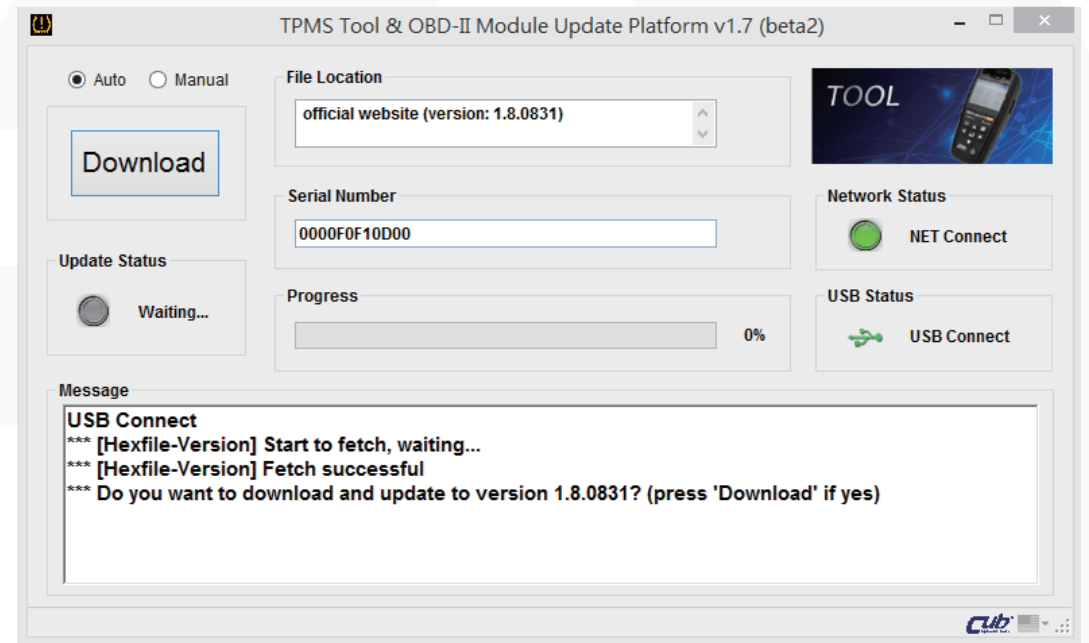 TPMS Tool & OBD-II Module Update Platform v1.7 (beta2)
Auto
Manual
Download
File Location
official website (version: 1.8.0831)
TOOL
Serial Number
0000F0F10D00
Network Status
NET Connect
Update Status
Waiting...
Progress
0%
USB Status
USB Connect
Message
USB Connect
*** [Hexfile-Version] Start to fetch, waiting...
*** [Hexfile-Version] Fetch successful
*** Do you want to download and update to version 1.8.0831? (press 'Download' if yes)
Cub